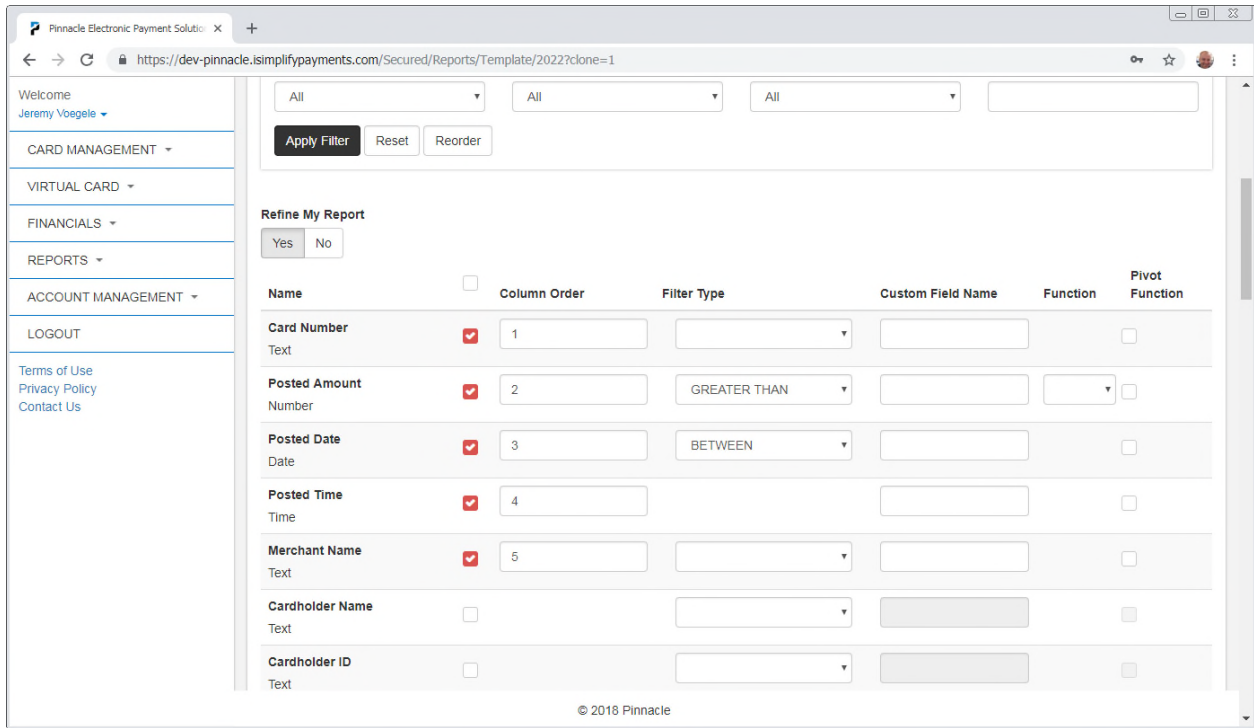 Pinnacle Electronic Payment Solutio
https://dev-pinnacle.isimplifypayments.com/Secured/Reports/Template/2022?clone=1
Welcome
Jeremy Voegele
CARD MANAGEMENT
VIRTUAL CARD
FINANCIALS
REPORTS
ACCOUNT MANAGEMENT
LOGOUT
Terms of Use
Privacy Policy
Contact Us
All All All
Apply Filter Reset Reorder
Refine My Report
Yes No
Name Column Order Filter Type Custom Field Name Function Pivot Function
Card Number
Text
1
Posted Amount
Number
2 GREATER THAN
Posted Date
Date
3 BETWEEN
Posted Time
Time
4
Merchant Name
Text
5
Cardholder Name
Text
Cardholder ID
Text
© 2018 Pinnacle